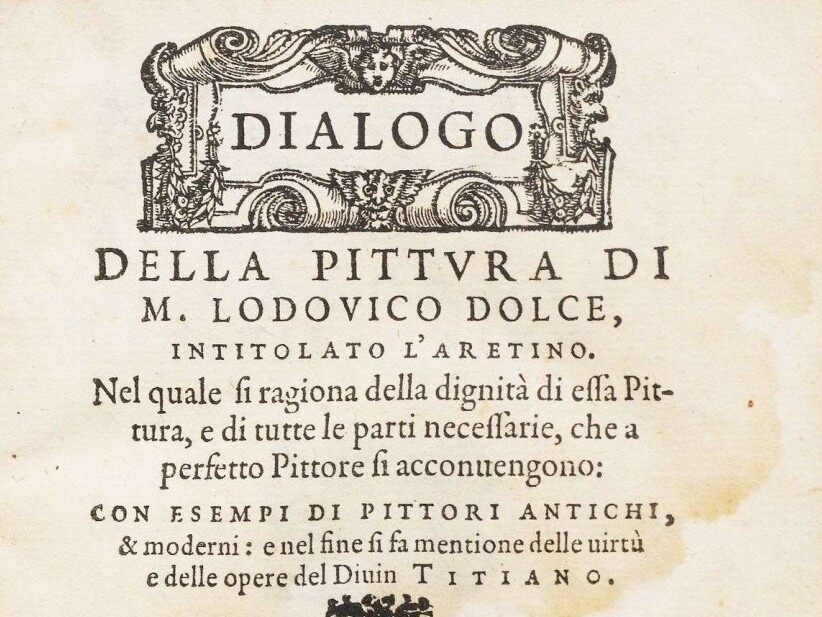 DIALOGO
DELLA PITTVRA DI
M. LODOVICO DOLCE,
INTITOLATO L'ARETINO.
Nel quale ſi ragiona della dignità di eſſa Pit-
tura, e di tutte le parti neceſſarie, che a
perfetto Pittore ſi acconuengono:
CON ESEMPI DI PITTORI ANTICHI,
& moderni: e nel fine ſi fa mentione delle uirtù
e delle opere del Diuin TITIANO.